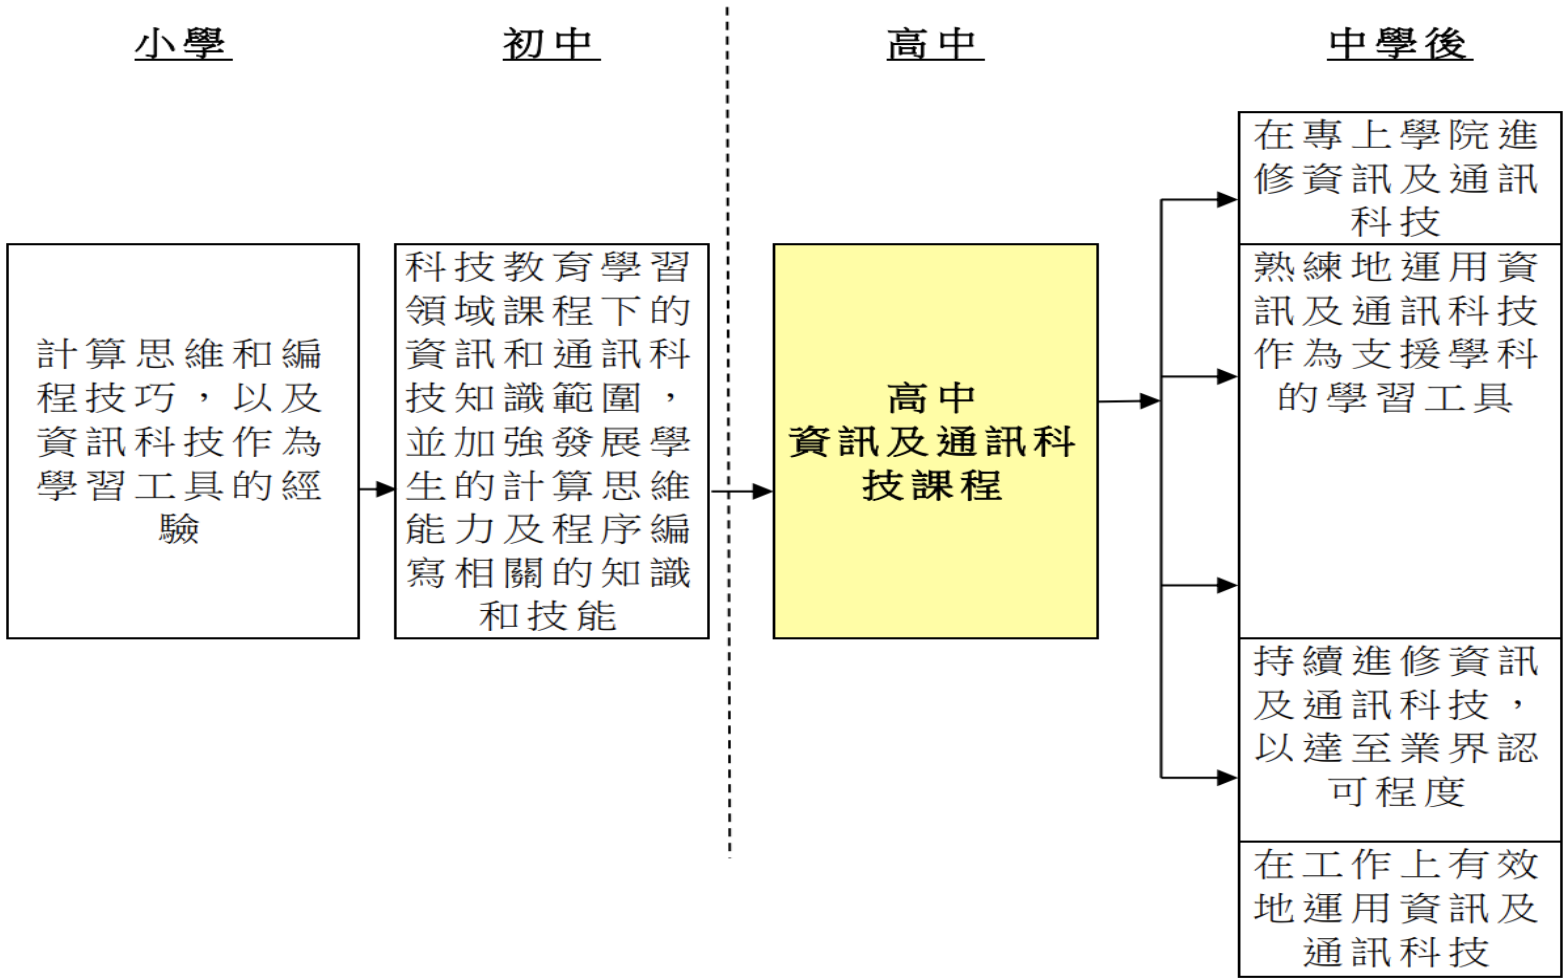 小學
初中
高中
中學後
計算思維和編
程技巧，以及
資訊科技作為
學習工具的經
驗
科技教育學習
領域課程下的
資訊和通訊科
技知識範圍，
並加強發展學
生的計算思維
能力及程序編
寫相關的知識
和技能
高中
資訊及通訊科
技課程
在專上學院進
修資訊及通訊
科技
熟練地運用資
訊及通訊科技
作為支援學科
的學習工具
持續進修資訊
及通訊科技，
以達至業界認
可程度
在工作上有效
地運用資訊及
通訊科技